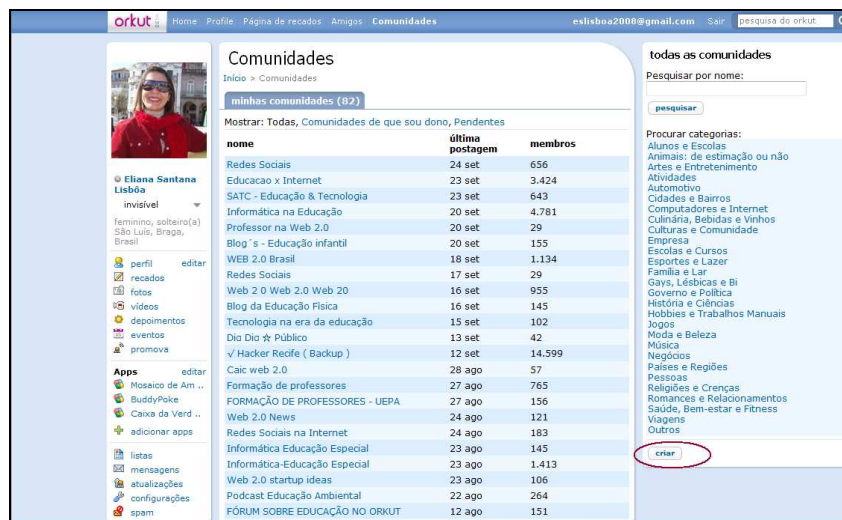 orkut Home Profile Página de recados Amigos Comunidades eslisboa2008@gmail.com Sair pesquisa do orkut
Eliana Santana
Lisbôa
invisível
feminino, solteiro(a)
São Luís, Braga,
Brasil
perfil editar
recados
fotos
vídeos
depoimentos
eventos
promova
Apps editar
Mosaico de Am ..
BuddyPoke
Caixa da Verd ..
adicionar apps
listas
mensagens
atualizações
configurações
spam
Comunidades
Início > Comunidades
minhas comunidades (82)
Mostrar: Todas, Comunidades de que sou dono, Pendentes
nome última postagem membros
Redes Sociais 24 set 656
Educacao x Internet 23 set 3.424
SATC - Educação & Tecnologia 23 set 643
Informática na Educação 20 set 4.781
Professor na Web 2.0 20 set 29
Blog´s - Educação infantil 20 set 155
WEB 2.0 Brasil 18 set 1.134
Redes Sociais 17 set 29
Web 2 0 Web 2.0 Web 20 16 set 955
Blog da Educação Física 16 set 145
Tecnologia na era da educação 15 set 102
Dia Dia ☆ Público 13 set 42
√ Hacker Recife ( Backup ) 12 set 14.599
Caic web 2.0 28 ago 57
Formação de professores 27 ago 765
FORMAÇÃO DE PROFESSORES - UEPA 27 ago 156
Web 2.0 News 24 ago 121
Redes Sociais na Internet 24 ago 183
Informática Educação Especial 23 ago 145
Informática-Educação Especial 23 ago 1.413
Web 2.0 startup ideas 23 ago 106
Podcast Educação Ambiental 22 ago 264
FÓRUM SOBRE EDUCAÇÃO NO ORKUT 12 ago 151
todas as comunidades
Pesquisar por nome:
pesquisar
Procurar categorias:
Alunos e Escolas
Animais: de estimação ou não
Artes e Entretenimento
Atividades
Automotivo
Cidades e Bairros
Computadores e Internet
Culinária, Bebidas e Vinhos
Culturas e Comunidade
Empresa
Escolas e Cursos
Esportes e Lazer
Família e Lar
Gays, Lésbicas e Bi
Governo e Política
História e Ciências
Hobbies e Trabalhos Manuais
Jogos
Moda e Beleza
Música
Negócios
Países e Regiões
Pessoas
Religiões e Crenças
Romances e Relacionamentos
Saúde, Bem-estar e Fitness
Viagens
Outros
criar